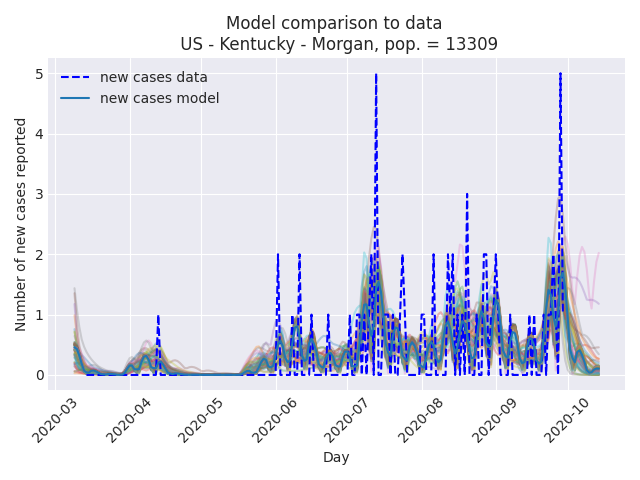 Model comparison to data
US - Kentucky - Morgan, pop. = 13309
new cases data
new cases model
Number of new cases reported
5
4
3
2
1
0
2020-03
2020-04
2020-05
2020-06
2020-07
2020-08
2020-09
2020-10
Day